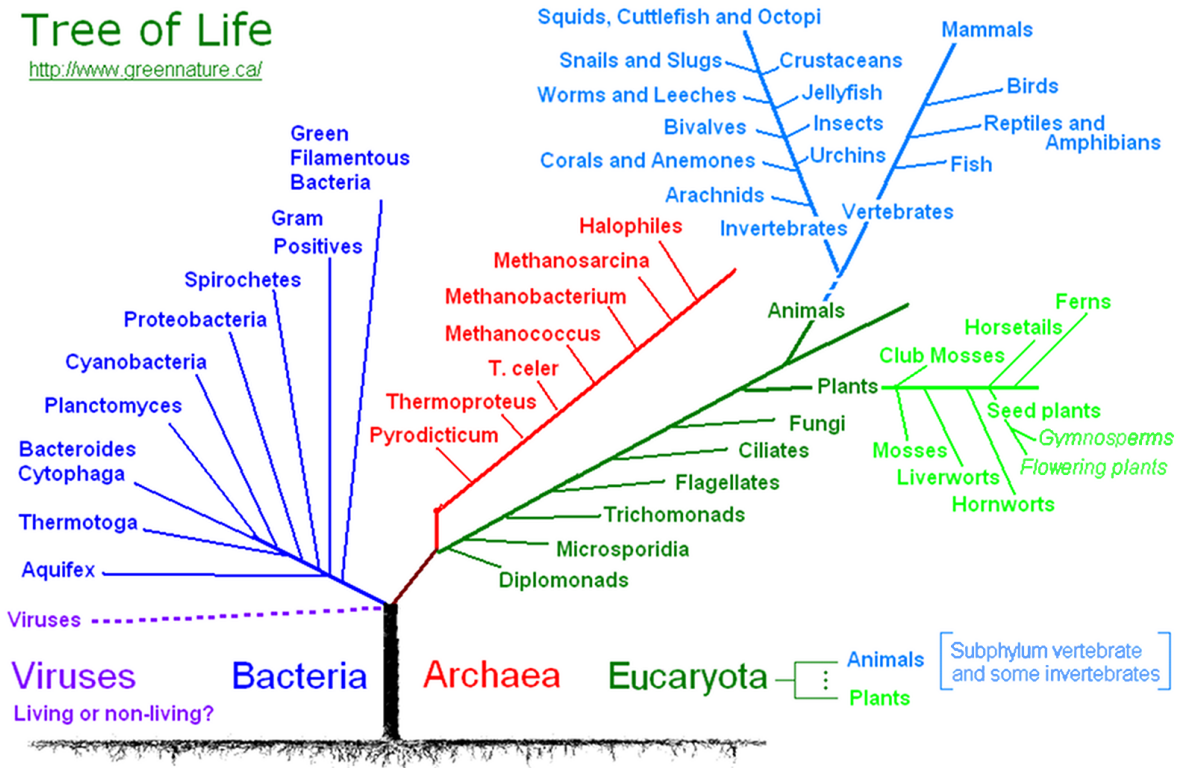 Tree of Life
http://www.greennature.ca/
Squids, Cuttlefish and Octopi
Snails and Slugs
Crustaceans
Worms and Leeches
Jellyfish
Bivalves
Insects
Corals and Anemones
Urchins
Arachnids
Invertebrates
Mammals
Birds
Reptiles and
Amphibians
Fish
Vertebrates
Green
Filamentous
Bacteria
Gram
Positives
Spirochetes
Proteobacteria
Cyanobacteria
Planctomyces
Bacteroides
Cytophaga
Thermotoga
Aquifex
Viruses
Halophiles
Methanosarcina
Methanobacterium
Methanococcus
T. celer
Thermoproteus
Pyrodicticum
Animals
Plants
Fungi
Ciliates
Flagellates
Trichomonads
Microsporidia
Diplomonads
Ferns
Horsetails
Club Mosses
Seed plants
Gymnosperms
Flowering plants
Mosses
Liverworts
Hornworts
Viruses
Living or non-living?
Bacteria
Archaea
Eucaryota
Animals
Plants
Subphylum vertebrate
and some invertebrates